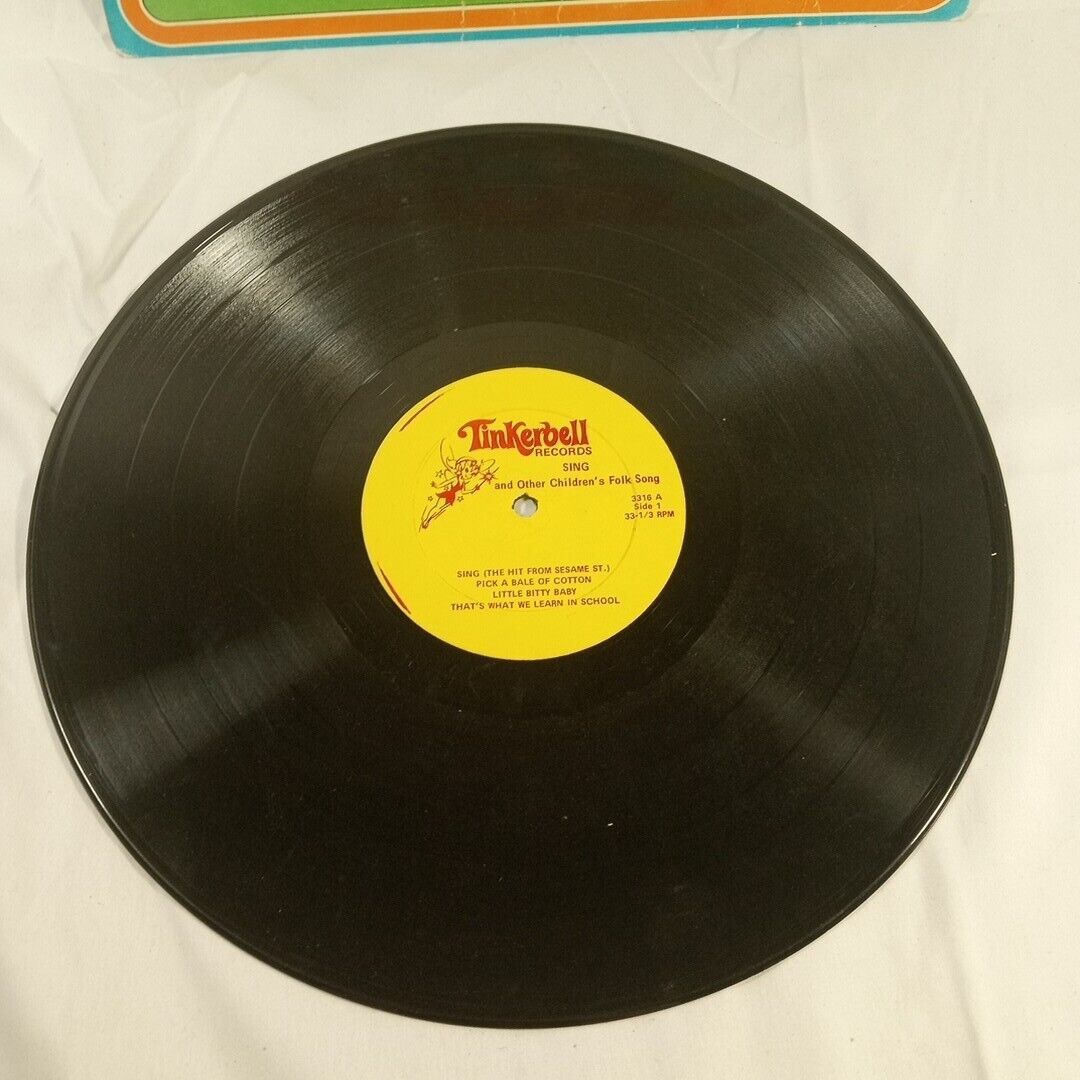 Tinkerbell
RECORDS
SING
and Other Children's Folk Song
3316 A
Side 1
33-1/3 RPM
SING (THE HIT FROM SESAME ST.)
PICK A BALE OF COTTON
LITTLE BITTY BABY
THAT'S WHAT WE LEARN IN SCHOOL